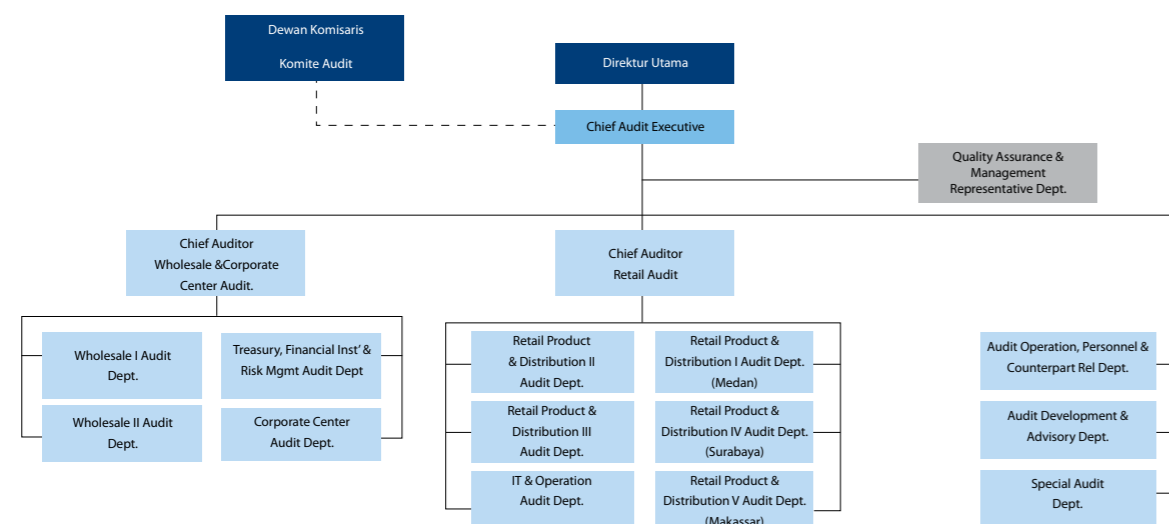 Dewan Komisaris
Komite Audit
Direktur Utama
Chief Audit Executive
Quality Assurance &
Management
Representative Dept.
Chief Auditor
Wholesale &Corporate
Center Audit.
Chief Auditor
Retail Audit
Wholesale I Audit
Dept.
Treasury, Financial Inst' &
Risk Mgmt Audit Dept
Wholesale II Audit
Dept.
Corporate Center
Audit Dept.
Retail Product
& Distribution II
Audit Dept.
Retail Product &
Distribution I Audit Dept.
(Medan)
Retail Product &
Distribution III
Audit Dept.
Retail Product &
Distribution IV Audit Dept.
(Surabaya)
IT & Operation
Audit Dept.
Retail Product &
Distribution V Audit Dept.
(Makassar)
Audit Operation, Personnel &
Counterpart Rel Dept.
Audit Development &
Advisory Dept.
Special Audit
Dept.